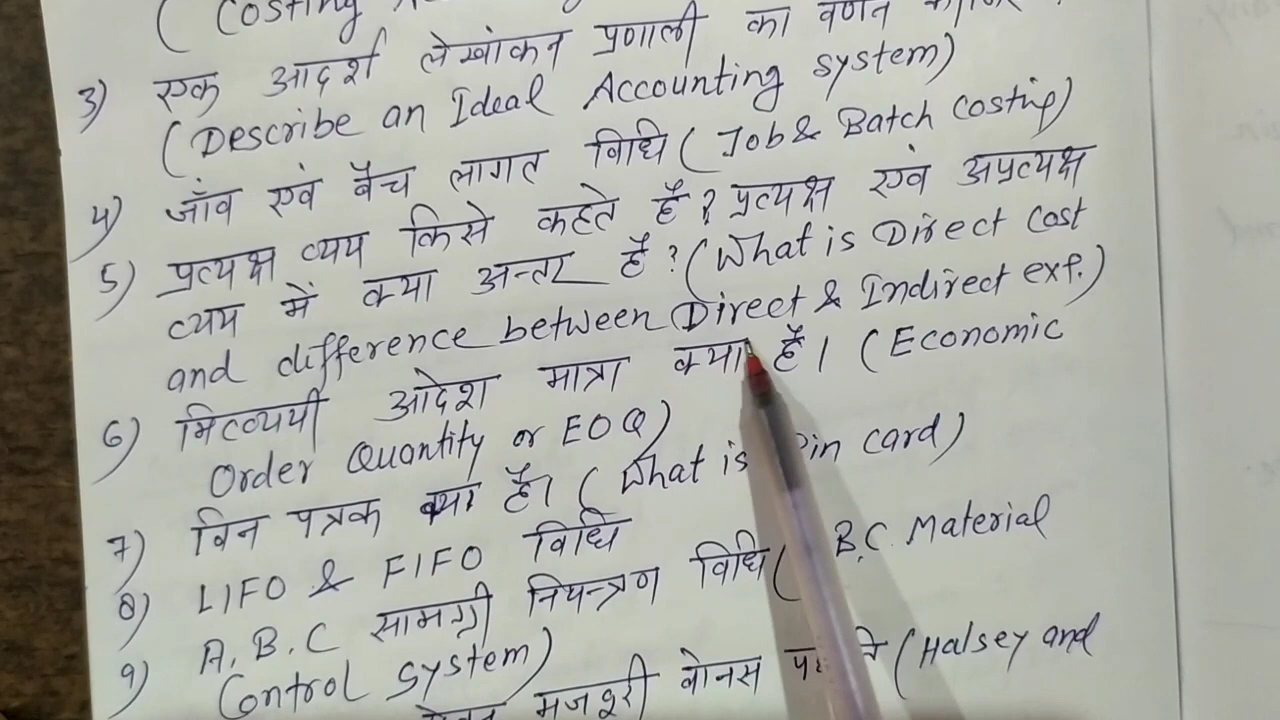 ( Costing
3) एक आदर्श लेखांकन प्रणाली का वर्णन
(Describe an Ideal Accounting system)
4) जॉव एवं वैच लागत विधि ( Job & Batch costing)
5) प्रत्यक्ष व्यय किसे कहते है ? प्रत्यक्ष एवं अप्रत्यक्ष
व्यय में क्या अन्तर है ? (What is Direct cost
and difference between Direct & Indirect exp.)
6) मितव्ययी आदेश मात्रा क्या है। ( Economic
Order Quantity or EOQ)
7) विन पत्रक क्या है। ( What is Bin card)
8) LIFO & FIFO विधि
9) A.B.C सामग्री नियन्त्रण विधि ( B.C. Material
Control System)
मजदूरी वोनस (Halsey and